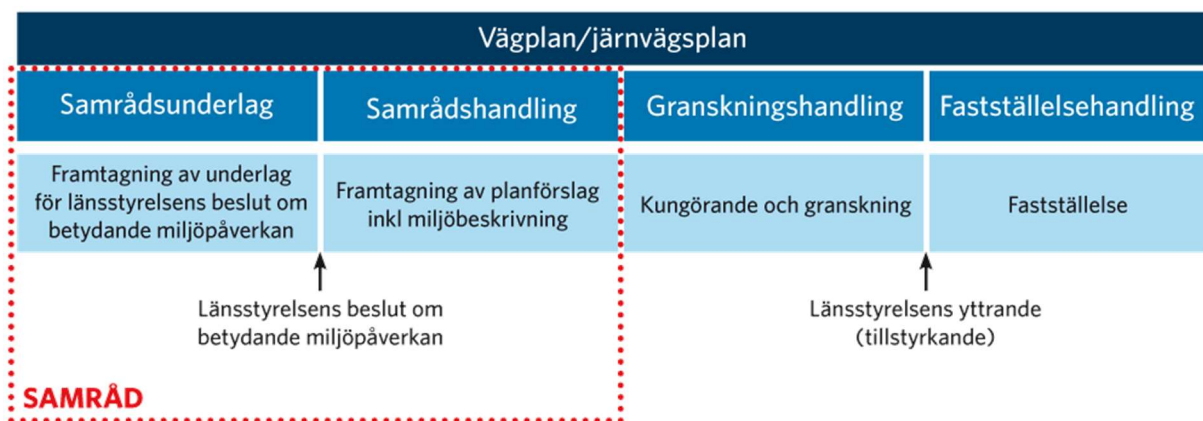 Vägplan/järnvägsplan
Samrådsunderlag
Samrådshandling
Granskningshandling
Fastställelsehandling
Framtagning av underlag
för länsstyrelsens beslut om
betydande miljöpåverkan
Framtagning av planförslag
inkl miljöbeskrivning
Kungörande och granskning
Fastställelse
Länsstyrelsens beslut om
betydande miljöpåverkan
Länsstyrelsens yttrande
(tillstyrkande)
SAMRÅD